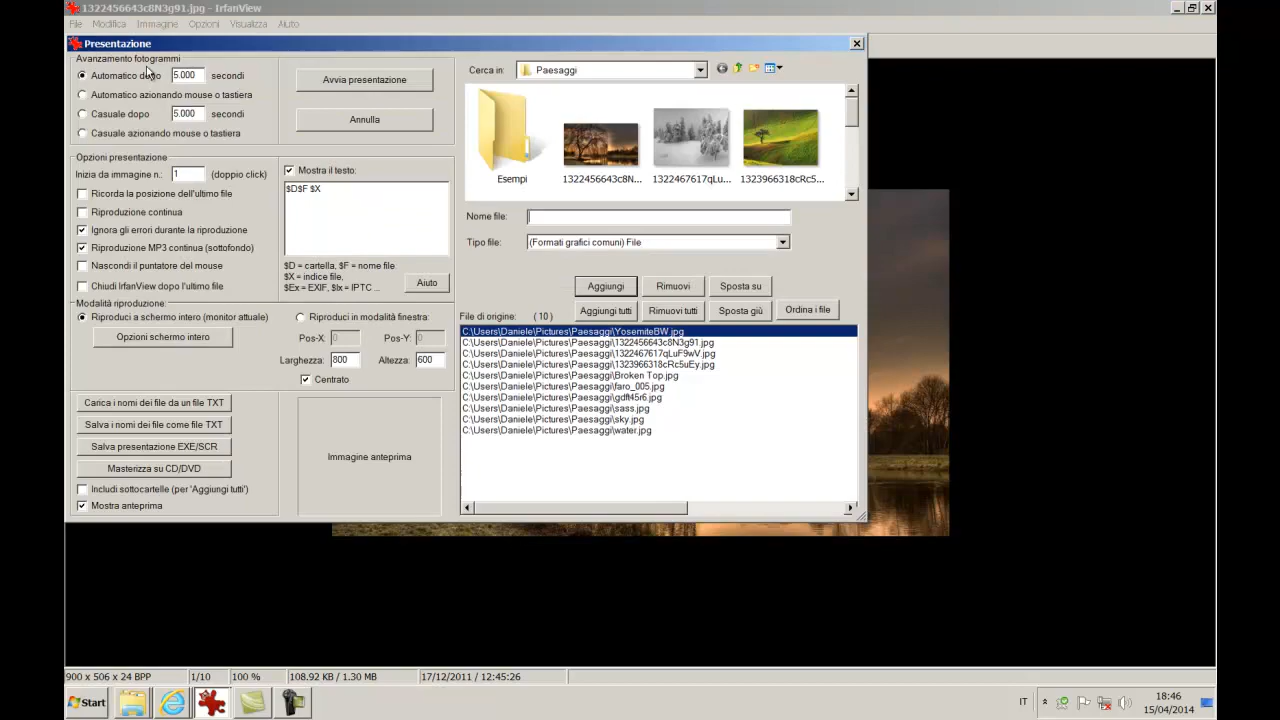 1322456643c8N3g91.jpg - IrfanView
File Modifica Immagine Opzioni Visualizza Aiuto
Presentazione
Avanzamento fotogrammi
Automatico dopo 5.000 secondi
Automatico azionando mouse o tastiera
Casuale dopo 5.000 secondi
Casuale azionando mouse o tastiera
Avvia presentazione
Annulla
Opzioni presentazione
Inizia da immagine n.: 1 (doppio click)
Ricorda la posizione dell'ultimo file
Riproduzione continua
Ignora gli errori durante la riproduzione
Riproduzione MP3 continua (sottofondo)
Nascondi il puntatore del mouse
Chiudi IrfanView dopo l'ultimo file
Mostra il testo:
$D$F $X
$D = cartella, $F = nome file
$X = indice file,
$Ex = EXIF, $Ix = IPTC ...
Aiuto
Modalità riproduzione:
Riproduci a schermo intero (monitor attuale)
Opzioni schermo intero
Riproduci in modalità finestra:
Pos-X: 0 Pos-Y: 0
Larghezza: 800 Altezza: 600
Centrato
Carica i nomi dei file da un file TXT
Salva i nomi dei file come file TXT
Salva presentazione EXE/SCR
Masterizza su CD/DVD
Includi sottocartelle (per 'Aggiungi tutti')
Mostra anteprima
Immagine anteprima
Cerca in: Paesaggi
Esempi
1322456643c8N...
1322467617qLu...
1323966318cRc5...
Nome file:
Tipo file: (Formati grafici comuni) File
Aggiungi Rimuovi Sposta su
Aggiungi tutti Rimuovi tutti Sposta giù Ordina i file
File di origine: ( 10 )
C:\Users\Daniele\Pictures\Paesaggi\YosemiteBW.jpg
C:\Users\Daniele\Pictures\Paesaggi\1322456643c8N3g91.jpg
C:\Users\Daniele\Pictures\Paesaggi\1322467617qLuF9wV.jpg
C:\Users\Daniele\Pictures\Paesaggi\1323966318cRc5uEy.jpg
C:\Users\Daniele\Pictures\Paesaggi\Broken Top.jpg
C:\Users\Daniele\Pictures\Paesaggi\faro_005.jpg
C:\Users\Daniele\Pictures\Paesaggi\gdft45r6.jpg
C:\Users\Daniele\Pictures\Paesaggi\sass.jpg
C:\Users\Daniele\Pictures\Paesaggi\sky.jpg
C:\Users\Daniele\Pictures\Paesaggi\water.jpg
900 x 506 x 24 BPP 1/10 100 % 108.92 KB / 1.30 MB 17/12/2011 / 12:45:26
Start
IT
18:46
15/04/2014